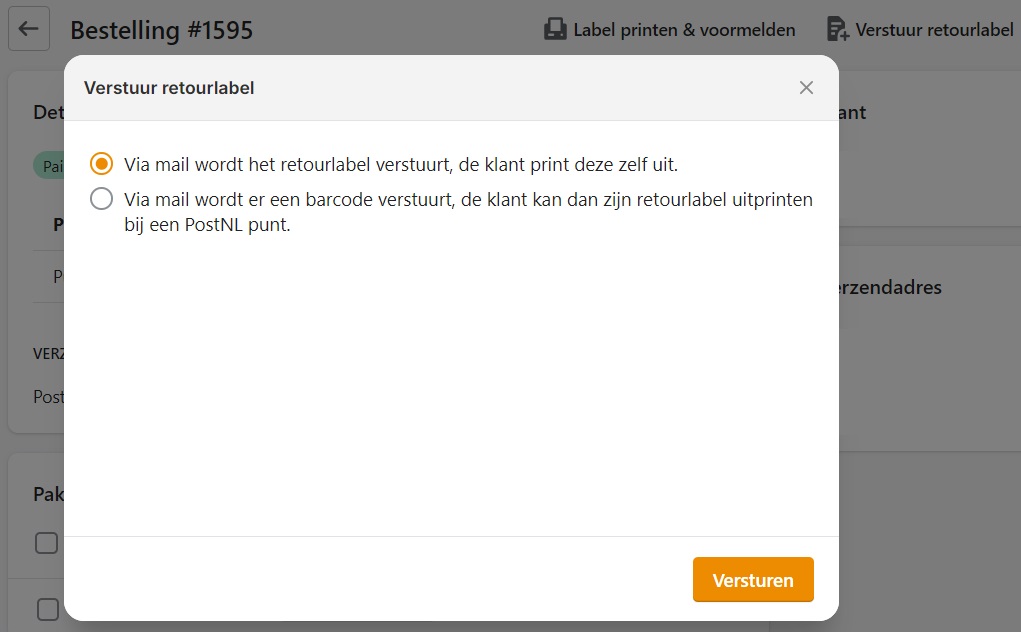 Bestelling #1595
Label printen & voormelden
Verstuur retourlabel
Verstuur retourlabel
Det
ant
Pai
Via mail wordt het retourlabel verstuurt, de klant print deze zelf uit.
Via mail wordt er een barcode verstuurt, de klant kan dan zijn retourlabel uitprinten
bij een PostNL punt.
P
P
erzendadres
VERZ
Post
Pak
Versturen